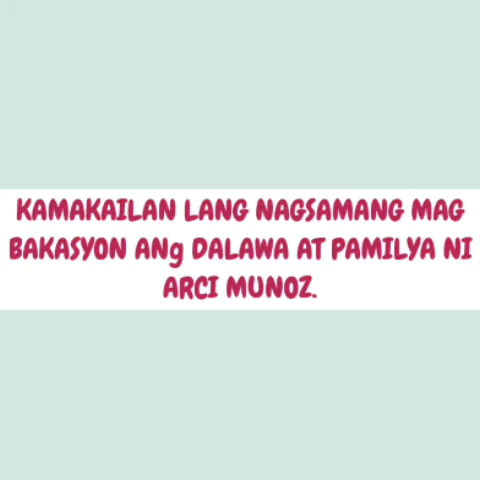 KAMAKAILAN LANG NAGSAMANG MAG
BAKASYON ANg DALAWA AT PAMILYA NI
ARCI MUNOZ.